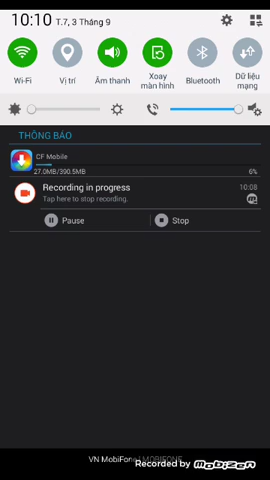 10:10 T.7, 3 Tháng 9
Wi-Fi
Vị trí
Âm thanh
Xoay
màn hình
Bluetooth
Dữ liệu
mạng
THÔNG BÁO
CF Mobile
27.0MB/390.5MB 6%
Recording in progress 10:08
Tap here to stop recording.
Pause
Stop
VN MobiFone | MOBIFONE
Recorded by mobizen